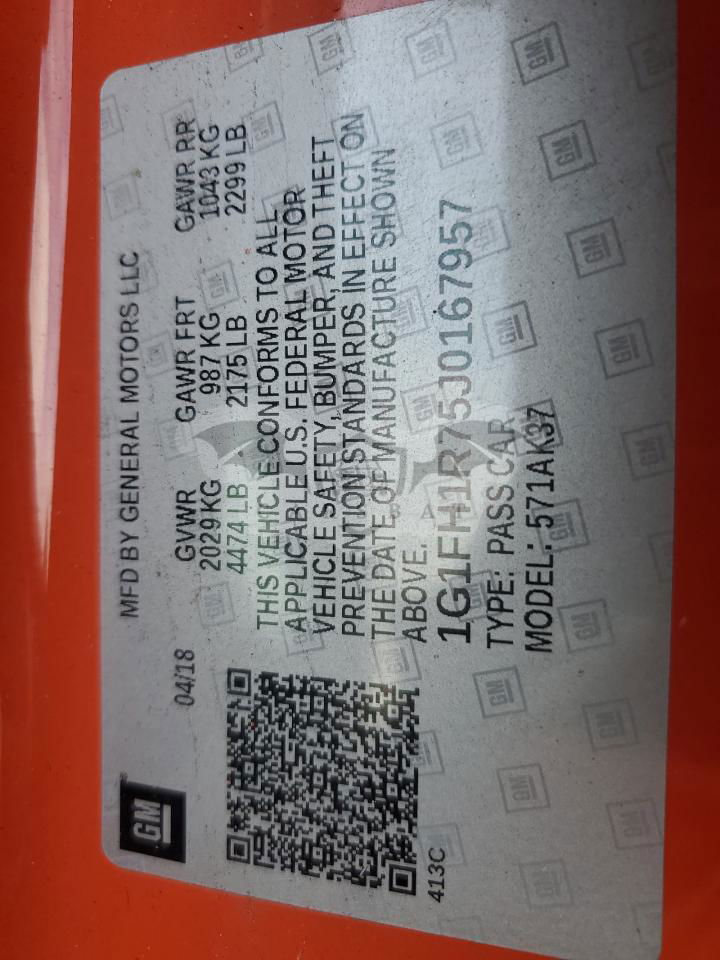 GM
MFD BY GENERAL MOTORS LLC
04/18
GVWR GAWR FRT GAWR RR
2029 KG 987 KG 1043 KG
4474 LB 2175 LB 2299 LB
THIS VEHICLE CONFORMS TO ALL
APPLICABLE U.S. FEDERAL MOTOR
VEHICLE SAFETY, BUMPER, AND THEFT
PREVENTION STANDARDS IN EFFECT ON
THE DATE OF MANUFACTURE SHOWN
ABOVE.
1G1FH1R75J0167957
TYPE: PASS CAR
MODEL: 571AK37
413C